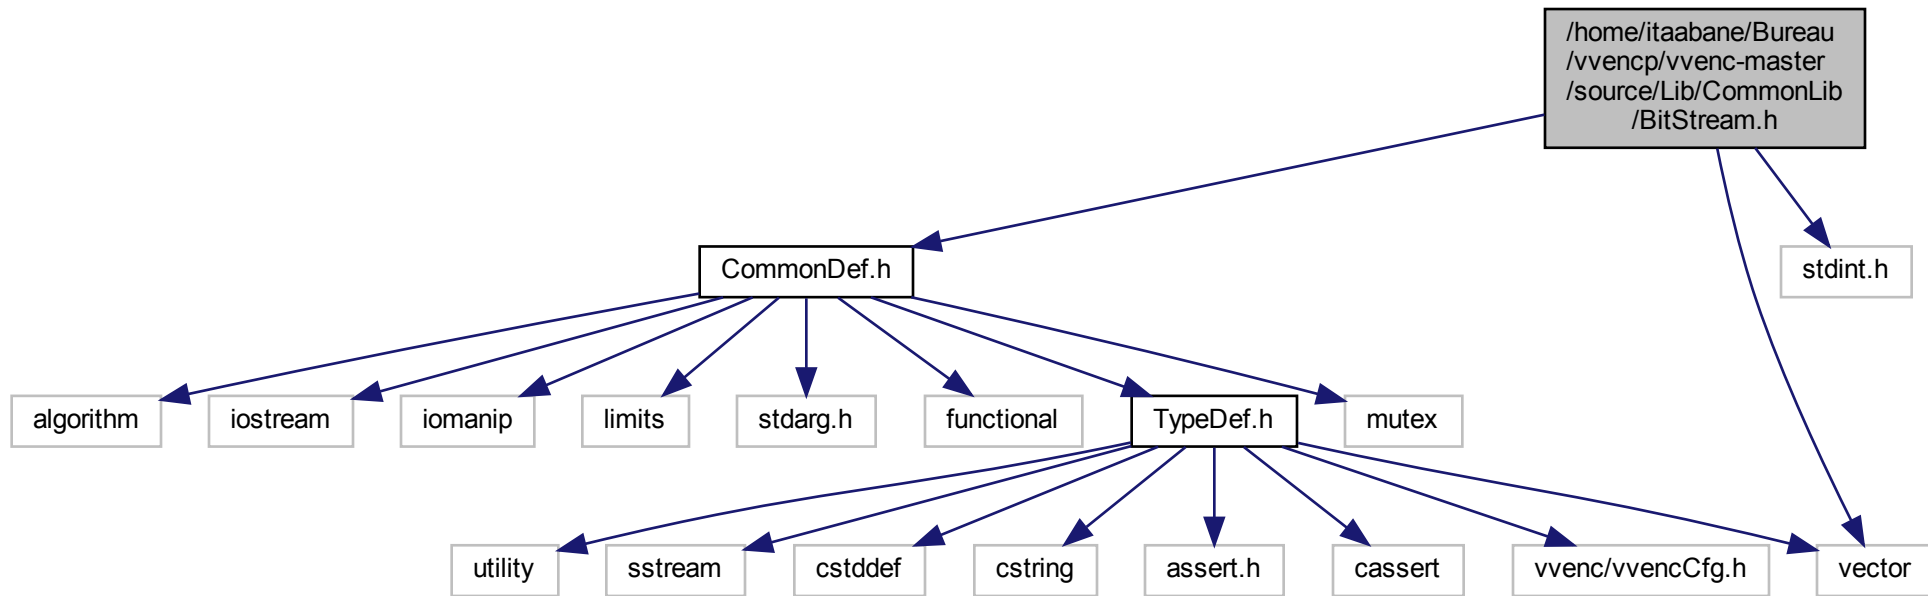 /home/itaabane/Bureau
/vvencp/vvenc-master
/source/Lib/CommonLib
/BitStream.h
CommonDef.h
stdint.h
algorithm
iostream
iomanip
limits
stdarg.h
functional
TypeDef.h
mutex
utility
sstream
cstddef
cstring
assert.h
cassert
vvenc/vvencCfg.h
vector